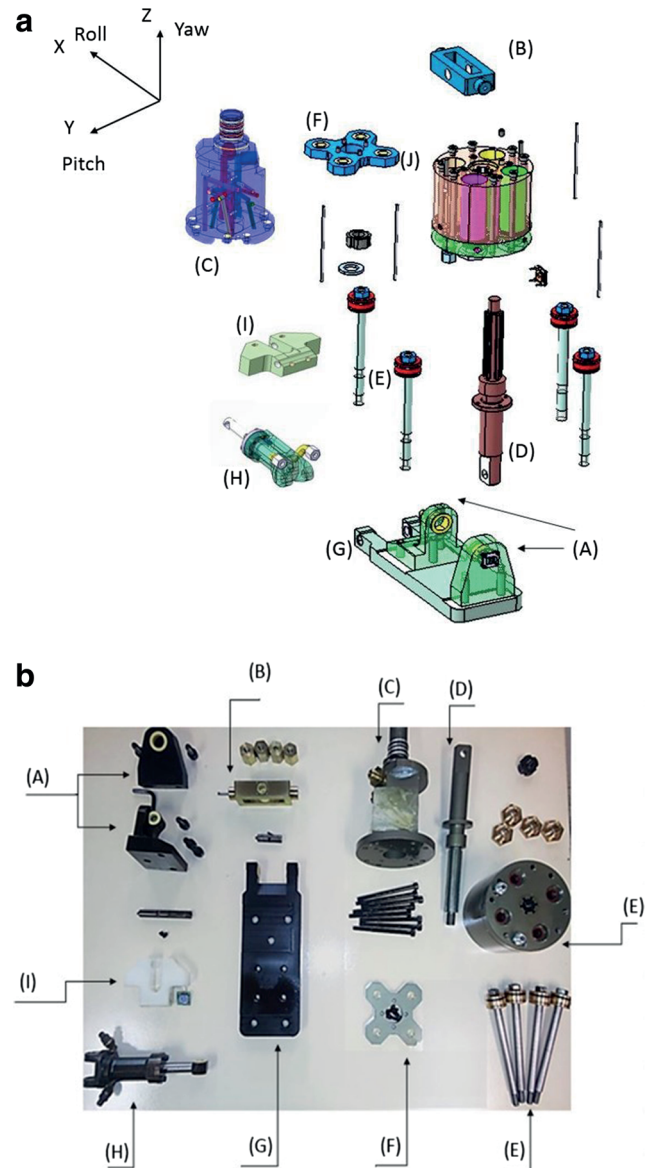 a
Z
Roll
Yaw
X
(B)
Y
(F)
Pitch
(J)
(C)
(I)
(E)
(H)
(D)
(G)
(A)
b
(B)
(C)
(D)
(A)
(E)
(I)
(H)
(G)
(F)
(E)